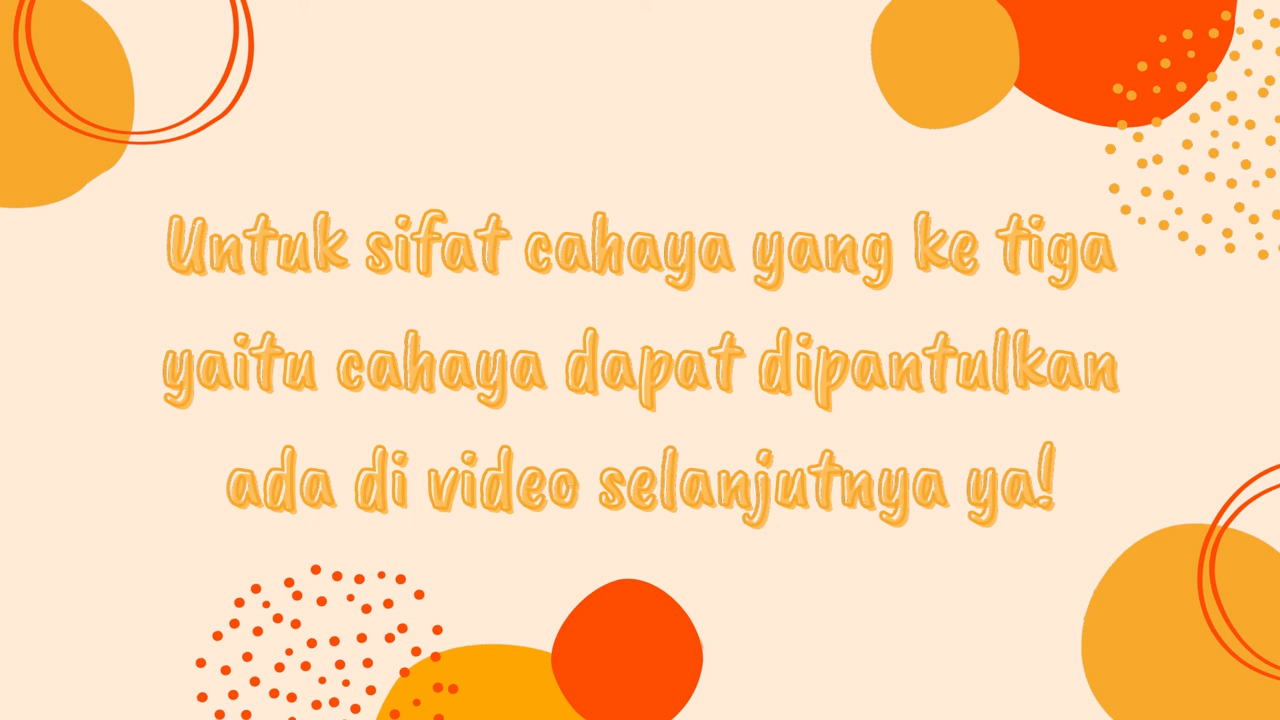 Untuk sifat cahaya yang ke tiga
yaitu cahaya dapat dipantulkan
ada di video selanjutnya ya!